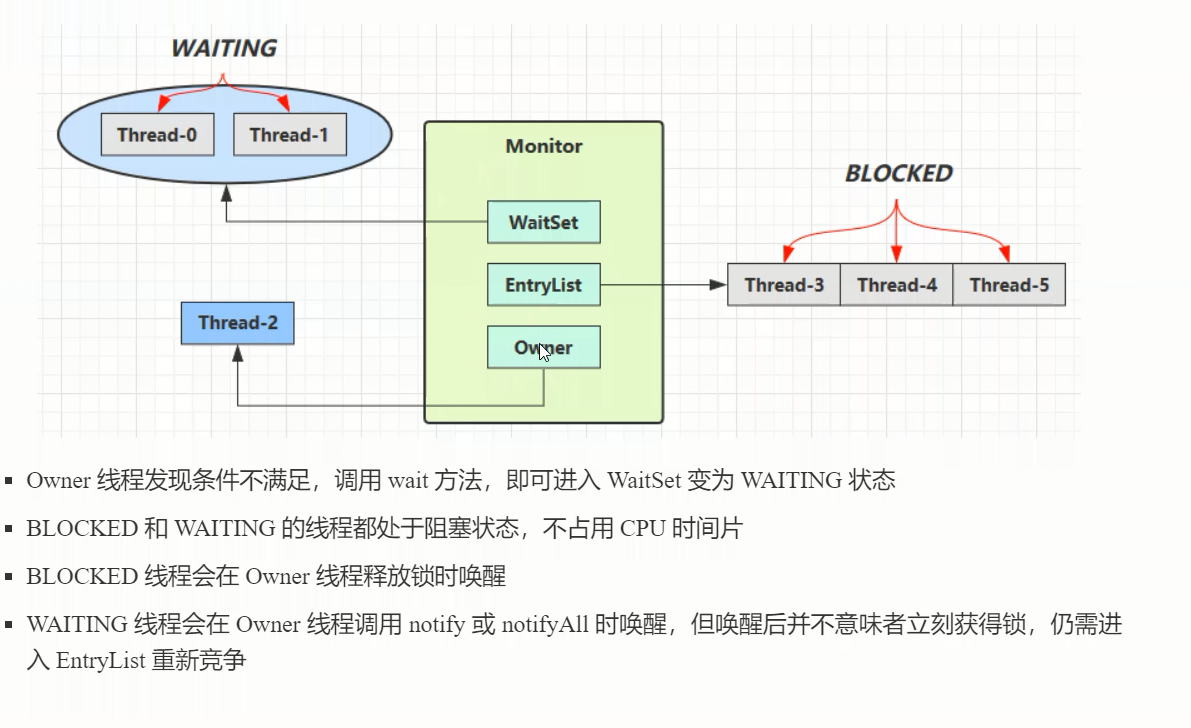 WAITING
Thread-0 Thread-1
Monitor
WaitSet
BLOCKED
EntryList
Thread-3 Thread-4 Thread-5
Thread-2
Owner
Owner 线程发现条件不满足，调用 wait 方法，即可进入 WaitSet 变为 WAITING 状态
BLOCKED 和 WAITING 的线程都处于阻塞状态，不占用 CPU 时间片
BLOCKED 线程会在 Owner 线程释放锁时唤醒
WAITING 线程会在 Owner 线程调用 notify 或 notifyAll 时唤醒，但唤醒后并不意味者立刻获得锁，仍需进
入 EntryList 重新竞争